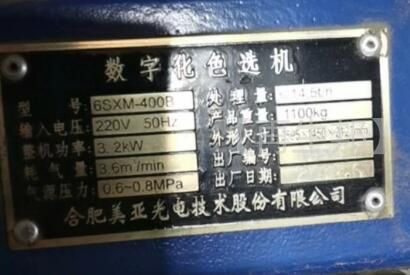 数字化色选机
型号: 6SXM-400B 处理量: 14.5t/h
输入电压: 220V 50Hz 产品重量: 1100kg
整机功率: 3.2kW 外形尺寸:
耗气量: 3.6m³/min 出厂编号:
气源压力: 0.6~0.8MPa 出厂日期:
合肥美亚光电技术股份有限公司